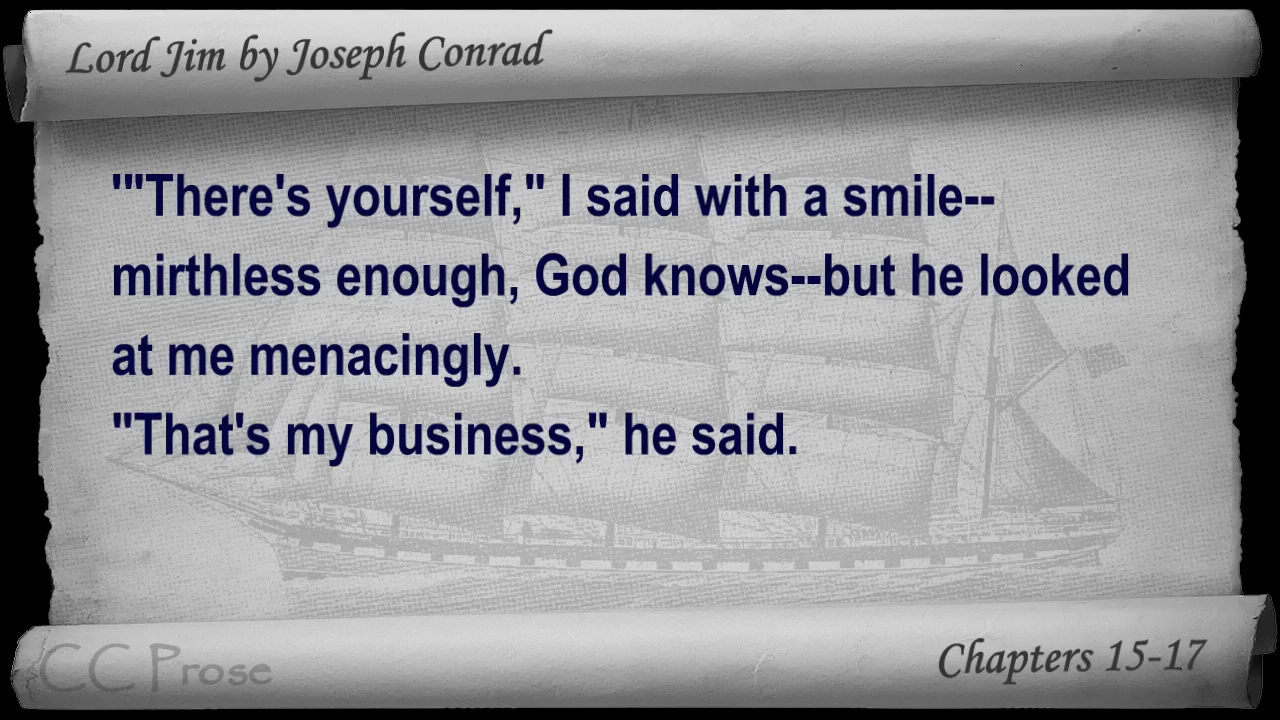 Lord Jim by Joseph Conrad
'"There's yourself," I said with a smile--
mirthless enough, God knows--but he looked
at me menacingly.
"That's my business," he said.
CC Prose
Chapters 15-17